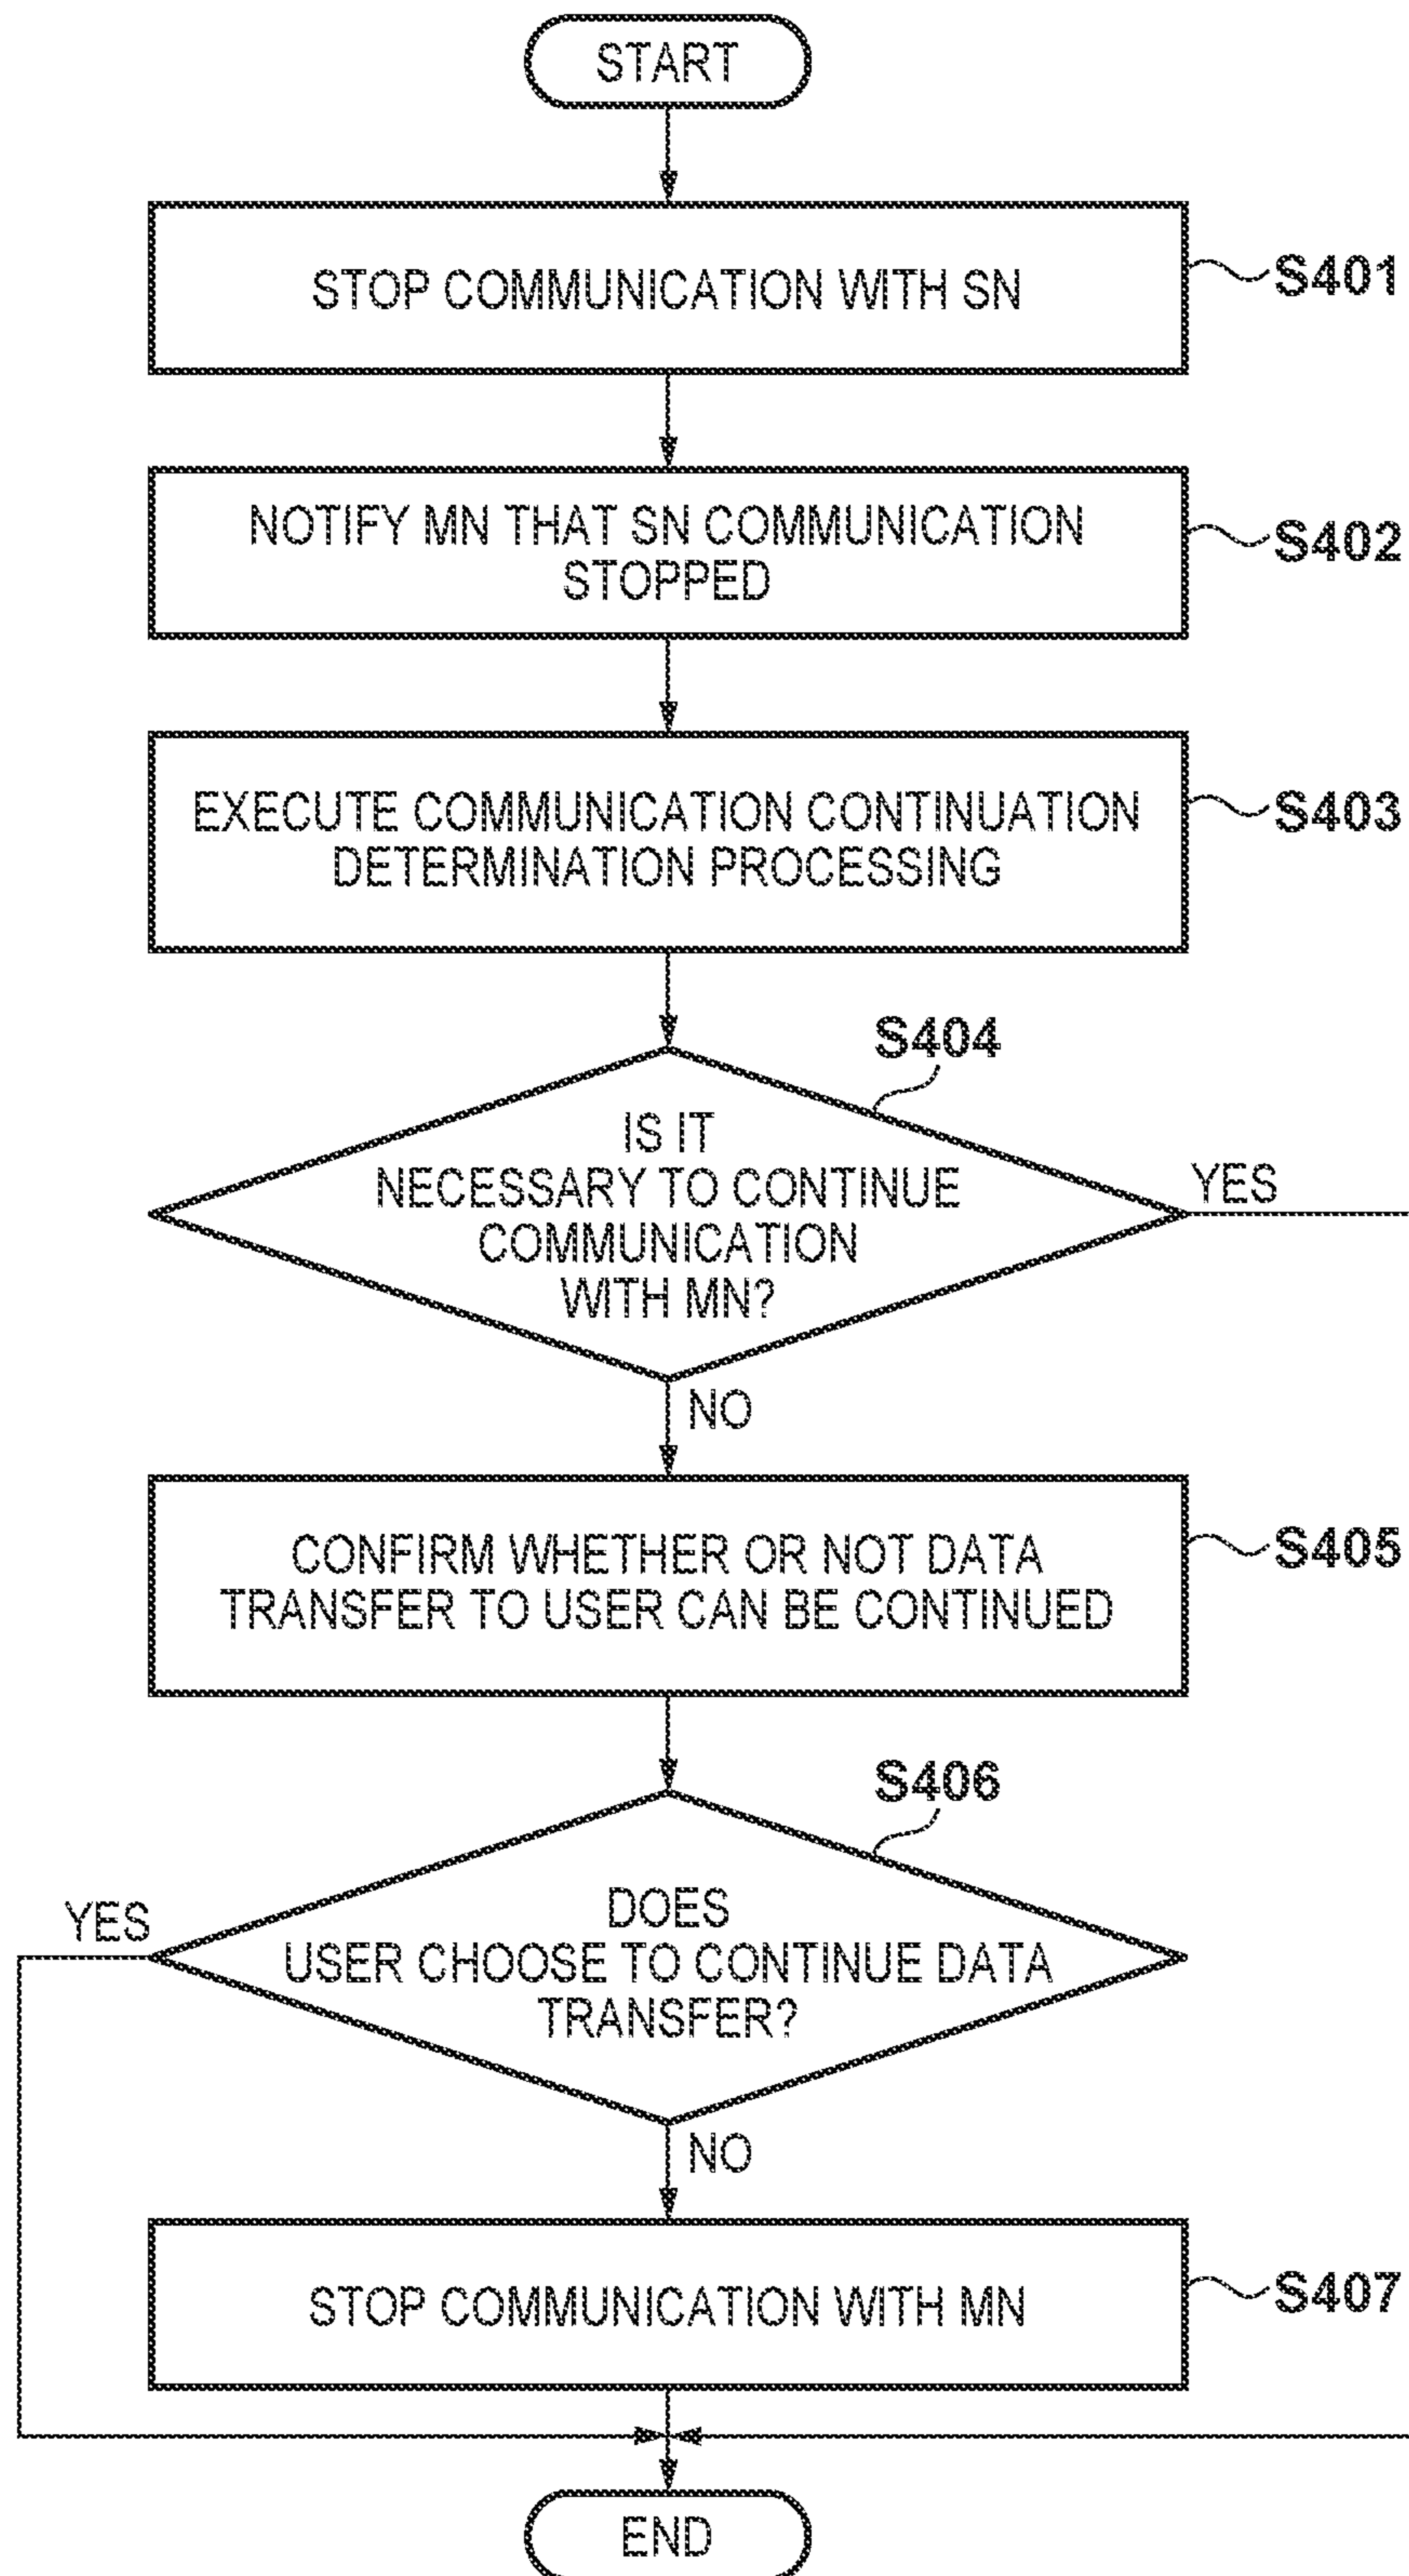 START
STOP COMMUNICATION WITH SN
S401
NOTIFY MN THAT SN COMMUNICATION
STOPPED
S402
EXECUTE COMMUNICATION CONTINUATION
DETERMINATION PROCESSING
S403
S404
IS IT
NECESSARY TO CONTINUE
COMMUNICATION
WITH MN?
YES
NO
CONFIRM WHETHER OR NOT DATA
TRANSFER TO USER CAN BE CONTINUED
S405
S406
DOES
USER CHOOSE TO CONTINUE DATA
TRANSFER?
YES
NO
STOP COMMUNICATION WITH MN
S407
END